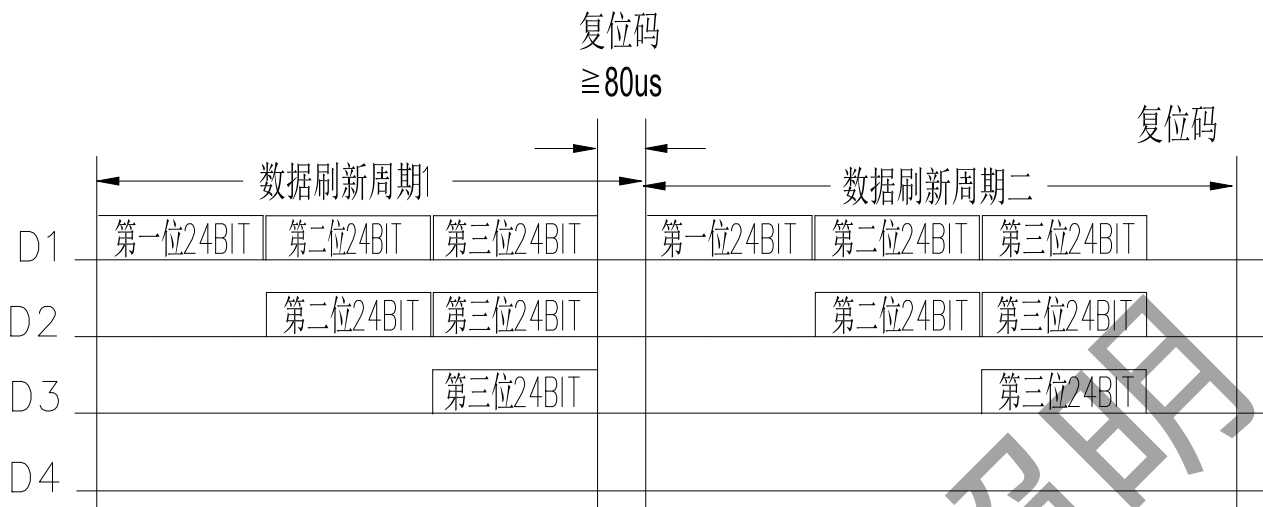 复位码
≧80us
复位码
数据刷新周期1
数据刷新周期二
D1 第一位24BIT 第二位24BIT 第三位24BIT 第一位24BIT 第二位24BIT 第三位24BIT
D2 第二位24BIT 第三位24BIT 第二位24BIT 第三位24BIT
D3 第三位24BIT 第三位24BIT
D4
明